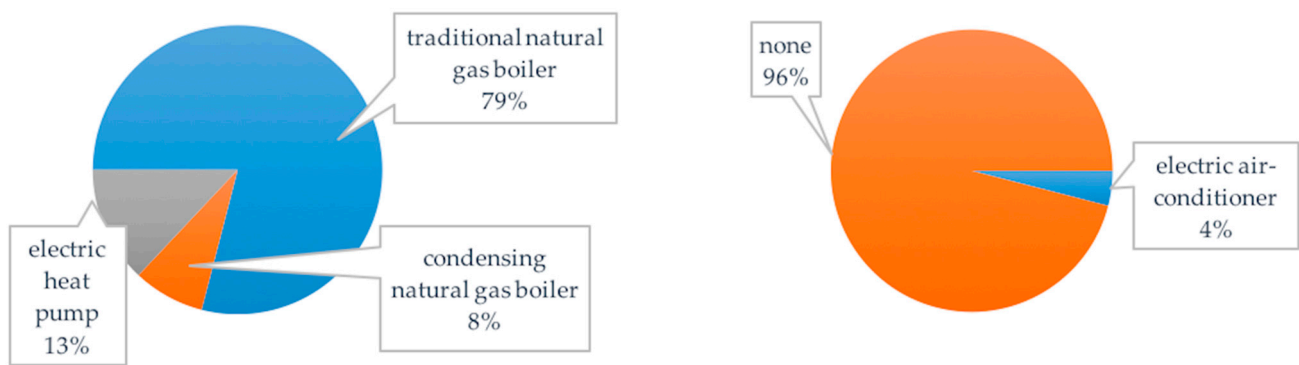 traditional natural
gas boiler
79%
electric
heat
pump
13%
condensing
natural gas boiler
8%
none
96%
electric air-
conditioner
4%